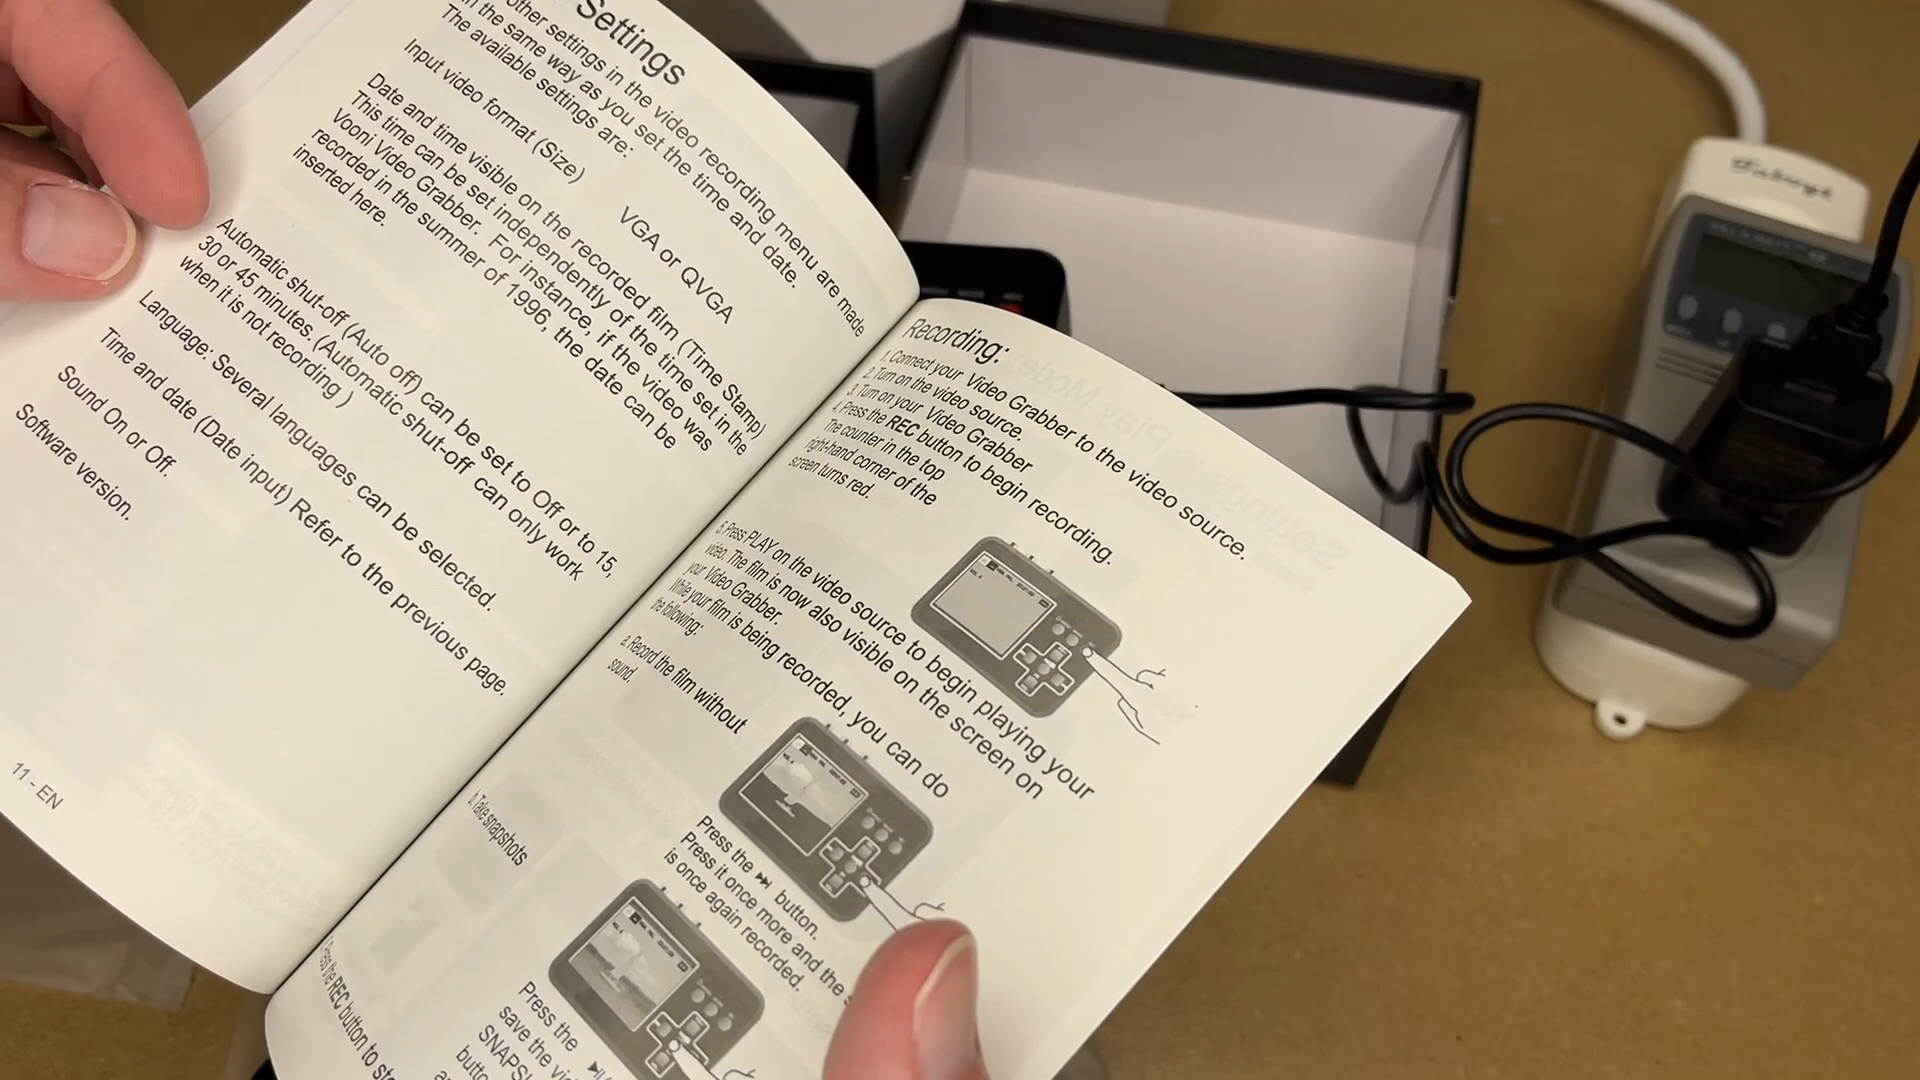 Settings
other settings in the video recording menu are made
in the same way as you set the time and date.
The available settings are:
Input video format (Size)
VGA or QVGA
Date and time visible on the recorded film (Time Stamp)
This time can be set independently of the time set in the
Vooni Video Grabber. For instance, if the video was
recorded in the summer of 1996, the date can be
inserted here.
Automatic shut-off (Auto off) can be set to Off or to 15,
30 or 45 minutes. (Automatic shut-off can only work
when it is not recording )
Language: Several languages can be selected.
Time and date (Date input) Refer to the previous page.
Sound On or Off.
Software version.
11 - EN
Recording:
1. Connect your Video Grabber to the video source.
2. Turn on the video source.
3. Turn on your Video Grabber
4. Press the REC button to begin recording.
The counter in the top
right-hand corner of the
screen turns red.
5. Press PLAY on the video source to begin playing your
video. The film is now also visible on the screen on
your Video Grabber.
While your film is being recorded, you can do
the following:
a. Record the film without
sound.
Press the ▶▶| button.
Press it once more and the
is once again recorded.
b. Take snapshots
Press the
save the
REC button to